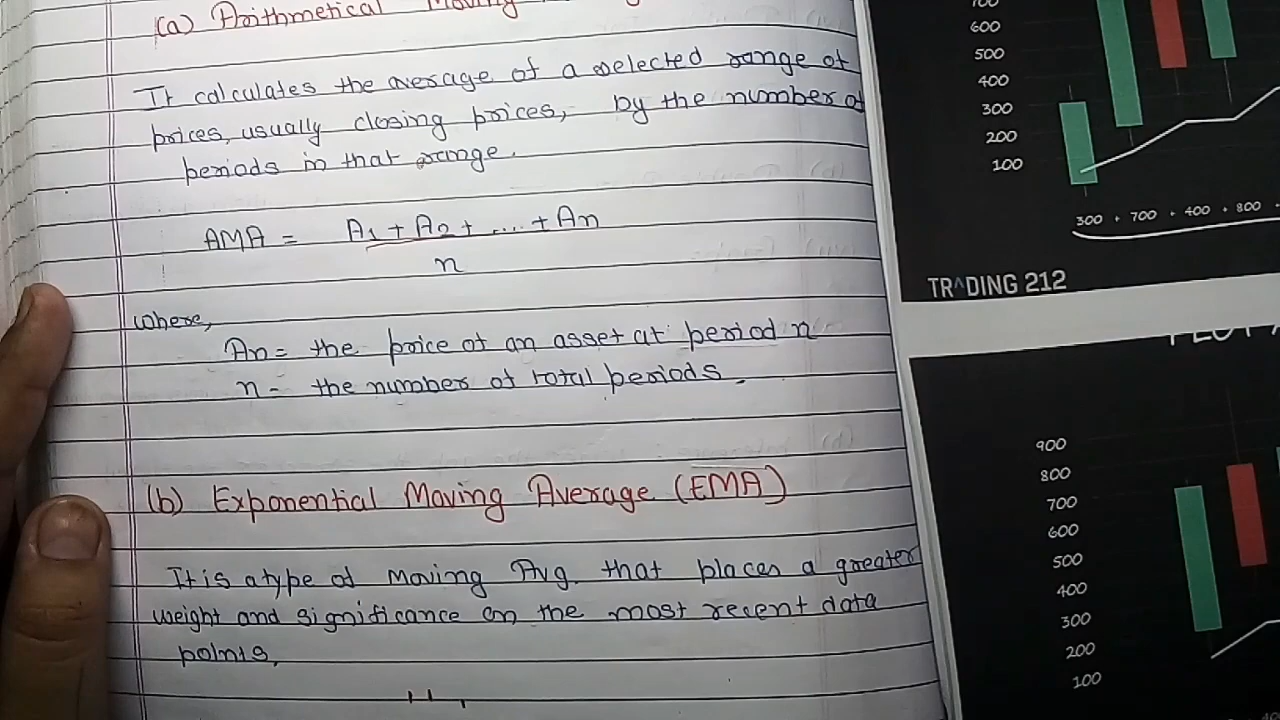 (a) Arithmetical Moving
It calculates the average of a selected range of
prices, usually closing prices, by the number of
periods in that range.
AMA = A1 + A2 + .... + An
n
where,
An = the price of an asset at period n
n - the number of total periods.
(b) Exponential Moving Average (EMA)
It is a type of Moving Avg. that places a greater
weight and significance on the most recent data
points.
700
600
500
400
300
200
100
300 + 700 + 400 + 800 +
TRADING 212
900
800
700
600
500
400
300
200
100